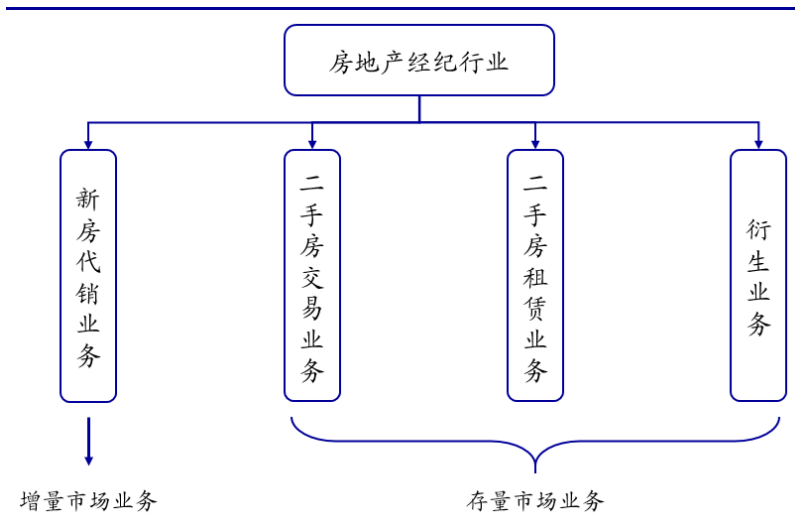 房地产经纪行业
新房代销业务
二手房交易业务
二手房租赁业务
衍生业务
增量市场业务
存量市场业务